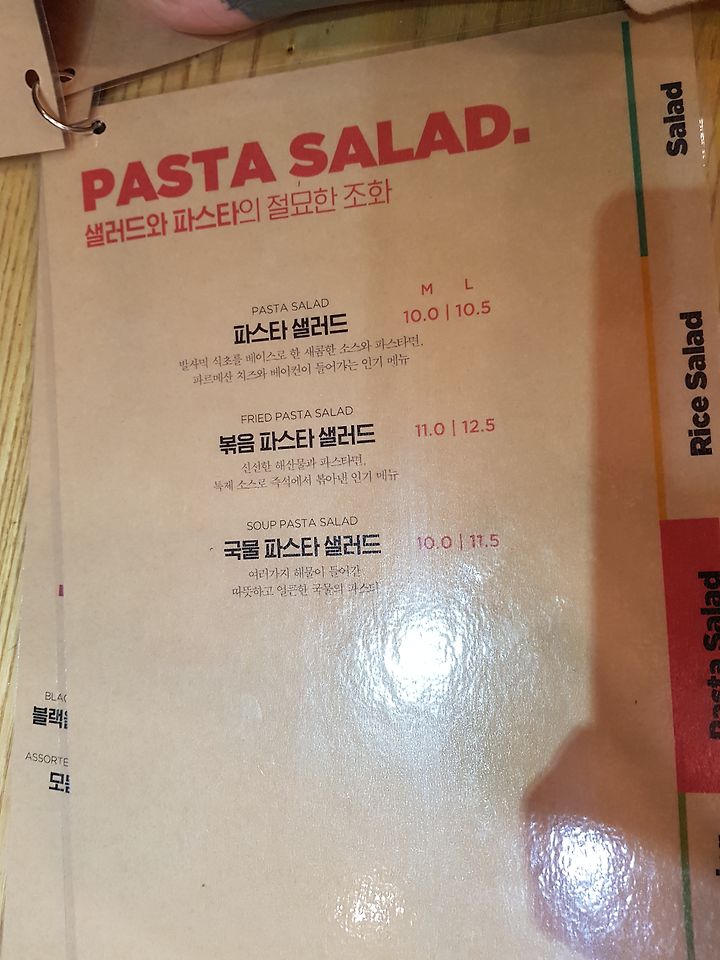 PASTA SALAD.
샐러드와 파스타의 절묘한 조화
M L
PASTA SALAD
파스타 샐러드 10.0 | 10.5
발사믹 식초를 베이스로 한 새콤한 소스와 파스타면,
파르메산 치즈와 베이컨이 들어가는 인기 메뉴
FRIED PASTA SALAD
볶음 파스타 샐러드 11.0 | 12.5
신선한 해산물과 파스타면,
특제 소스로 즉석에서 볶아낸 인기 메뉴
SOUP PASTA SALAD
국물 파스타 샐러드 10.0 | 11.5
여러가지 해물이 들어간
따뜻하고 얼큰한 국물의 파스타
Salad
Rice Salad
Pasta Salad
BLAC
블랙
ASSORTE
모듬